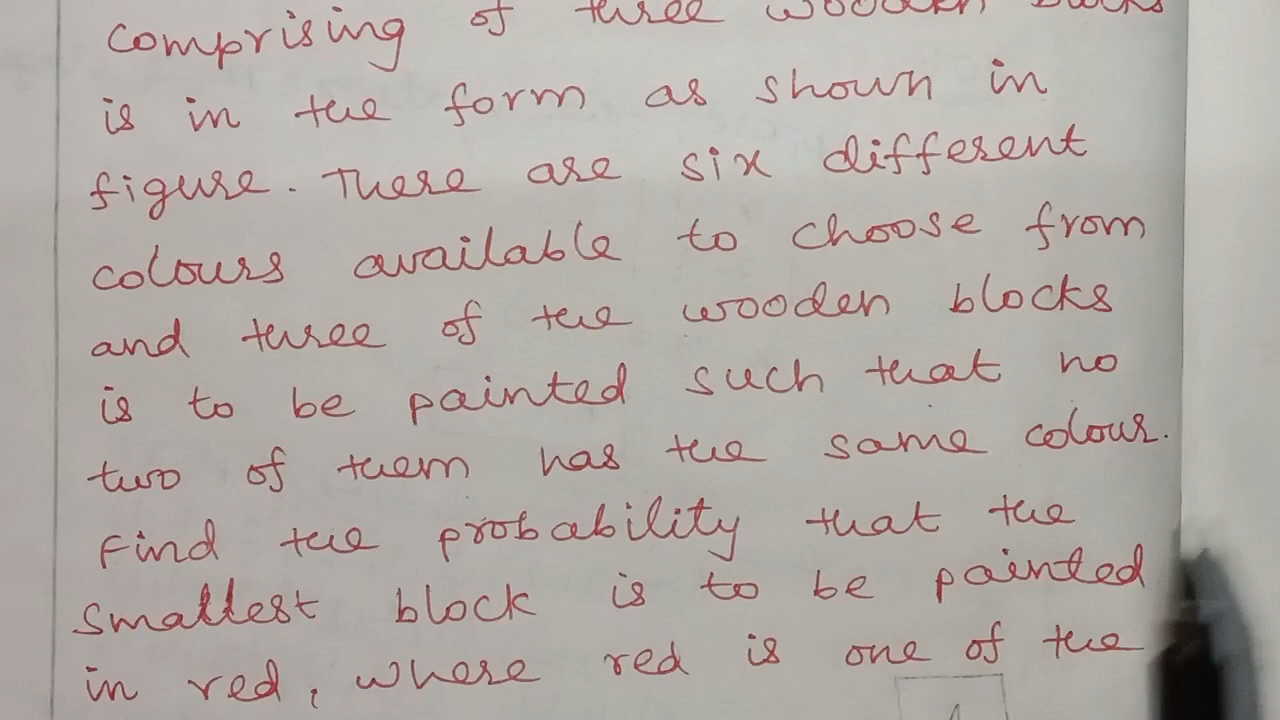 comprising of three wooden blocks
is in the form as shown in
figure. There are six different
colours available to choose from
and three of the wooden blocks
is to be painted such that no
two of them has the same colour.
Find the probability that the
smallest block is to be painted
in red, where red is one of the
A